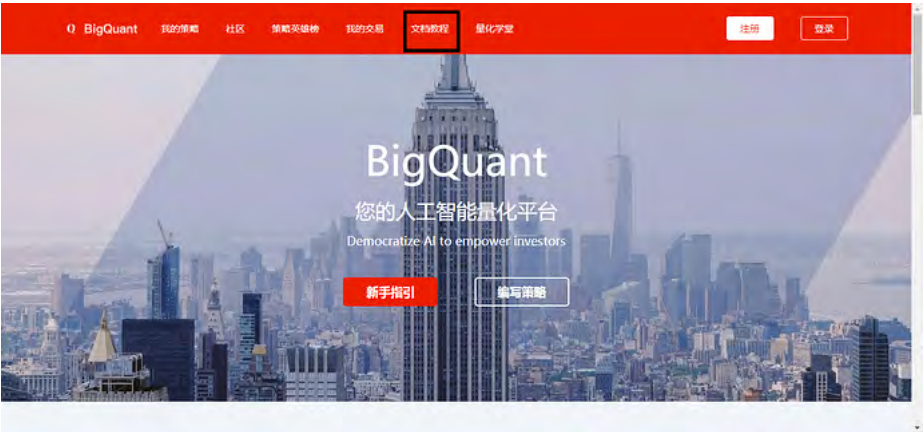 Q BigQuant 我的策略 社区 策略英雄榜 我的交易 文档教程 量化学堂 注册 登录
BigQuant
您的人工智能量化平台
Democratize AI to empower investors
新手指引 编写策略